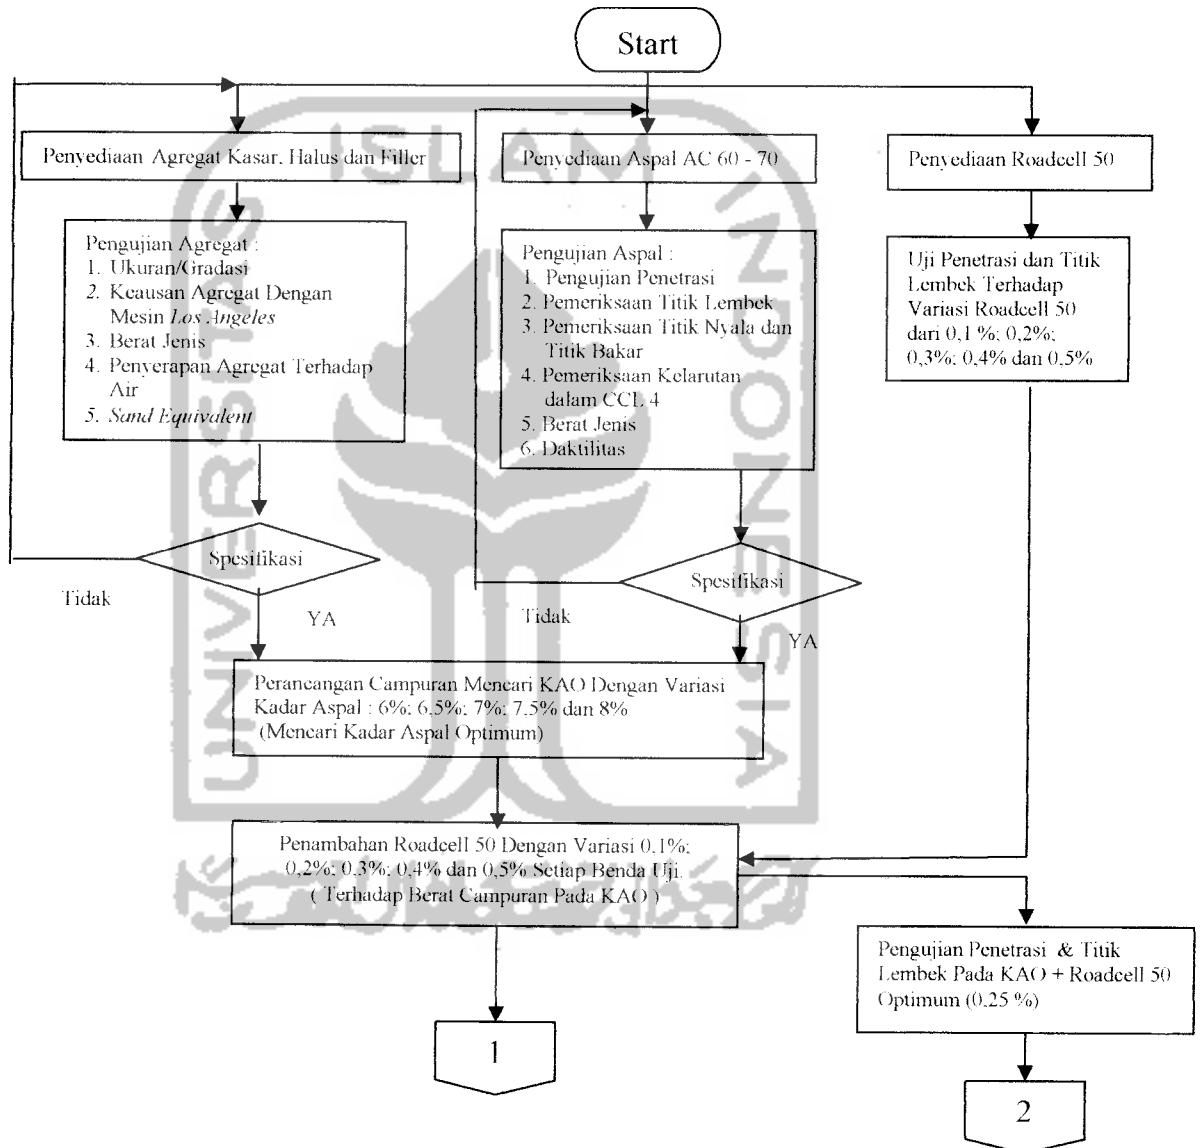 Start
Penyediaan Agregat Kasar, Halus dan Filler
Penyediaan Aspal AC 60 - 70
Penyediaan Roadcell 50
Pengujian Agregat :
1. Ukuran/Gradasi
2. Keausan Agregat Dengan
Mesin Los Angeles
3. Berat Jenis
4. Penyerapan Agregat Terhadap
Air
5. Sand Equivalent
Pengujian Aspal :
1. Pengujian Penetrasi
2. Pemeriksaan Titik Lembek
3. Pemeriksaan Titik Nyala dan
Titik Bakar
4. Pemeriksaan Kelarutan
dalam CCL 4
5. Berat Jenis
6. Daktilitas
Uji Penetrasi dan Titik
Lembek Terhadap
Variasi Roadcell 50
dari 0,1 %; 0,2%;
0,3%; 0,4% dan 0,5%
Spesifikasi
Tidak
YA
Spesifikasi
Tidak
YA
Perancangan Campuran Mencari KAO Dengan Variasi
Kadar Aspal : 6%; 6,5%; 7%; 7,5% dan 8%
(Mencari Kadar Aspal Optimum)
Penambahan Roadcell 50 Dengan Variasi 0,1%;
0,2%; 0,3%; 0,4% dan 0,5% Setiap Benda Uji.
( Terhadap Berat Campuran Pada KAO )
Pengujian Penetrasi & Titik
Lembek Pada KAO + Roadcell 50
Optimum (0,25 %)
1
2
UNIVERSITAS
ISLAM
INDONESIA